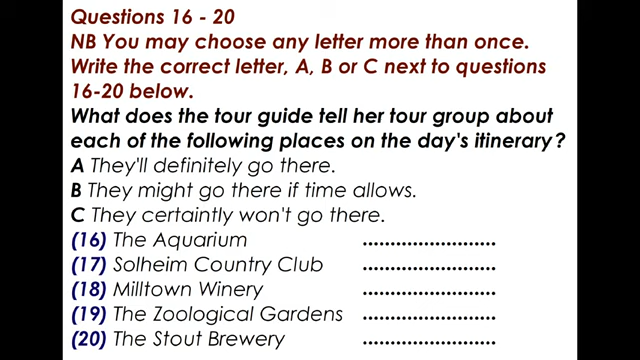 Questions 16 - 20
NB You may choose any letter more than once.
Write the correct letter, A, B or C next to questions
16-20 below.
What does the tour guide tell her tour group about
each of the following places on the day's itinerary?
A They'll definitely go there.
B They might go there if time allows.
C They certaintly won't go there.
(16) The Aquarium ........................
(17) Solheim Country Club ........................
(18) Milltown Winery ........................
(19) The Zoological Gardens ........................
(20) The Stout Brewery ........................